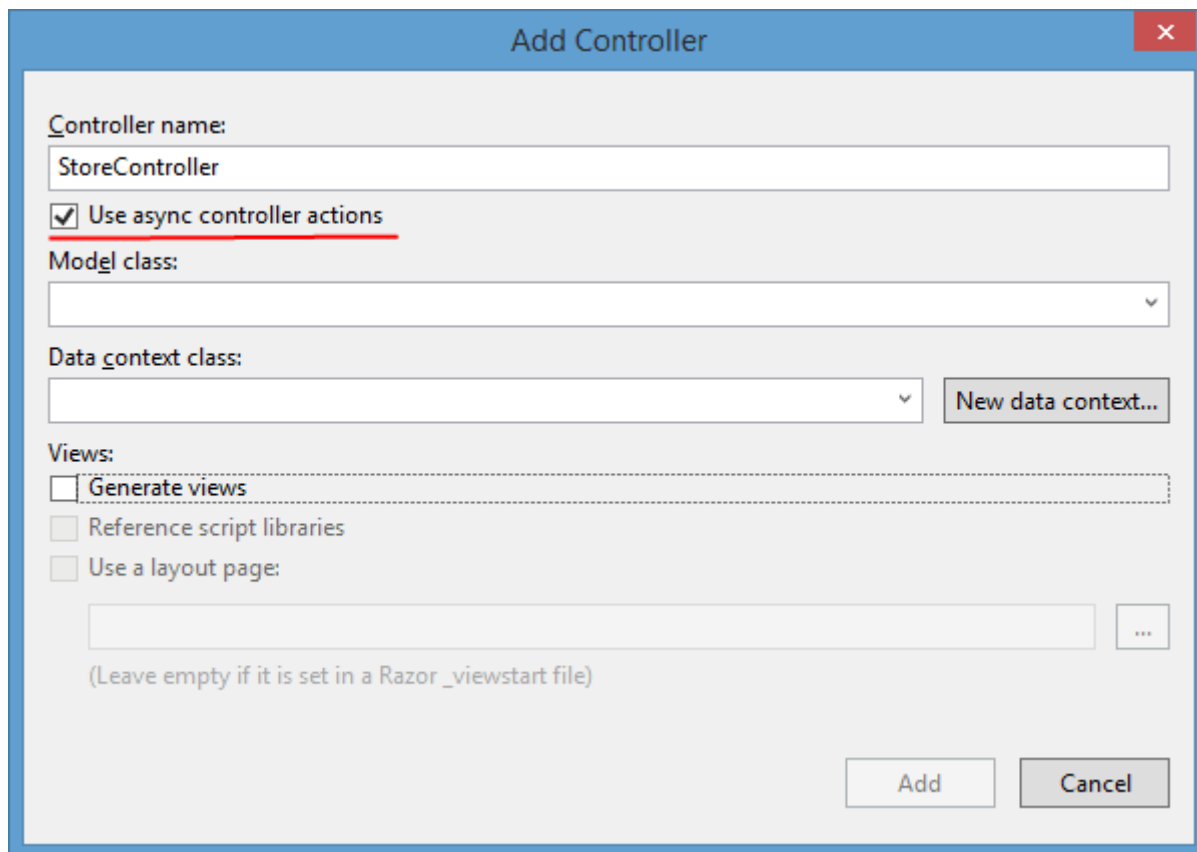 Add Controller
Controller name:
StoreController
Use async controller actions
Model class:
Data context class:
New data context...
Views:
Generate views
Reference script libraries
Use a layout page:
...
(Leave empty if it is set in a Razor _viewstart file)
Add
Cancel